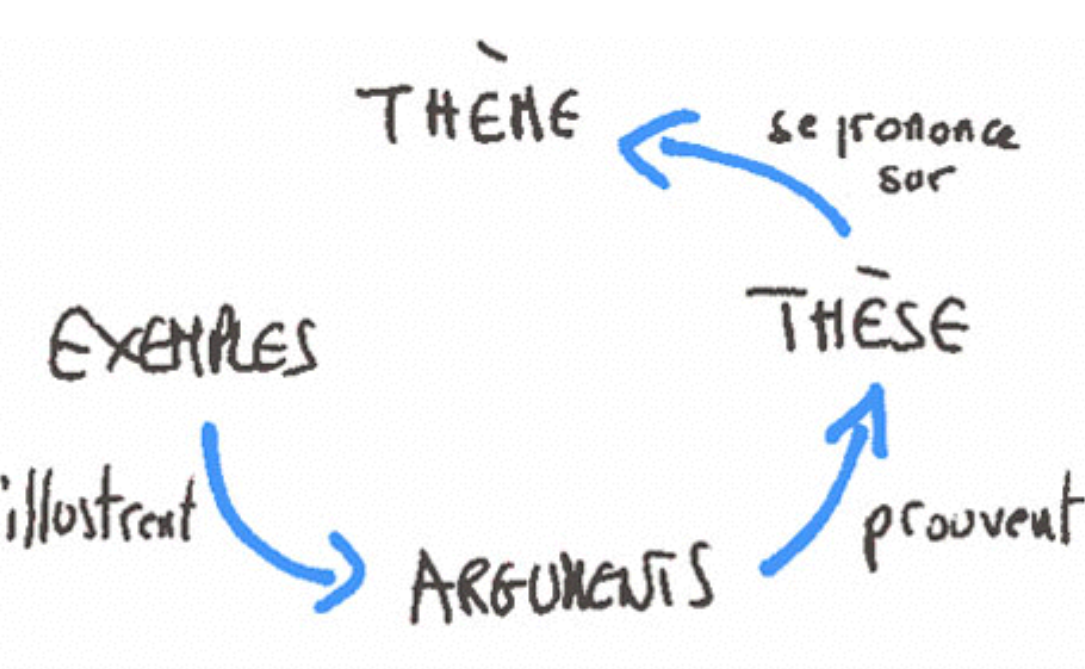 THÈME
se prononce
sur
THÈSE
EXEMPLES
illustrent
prouvent
ARGUMENTS